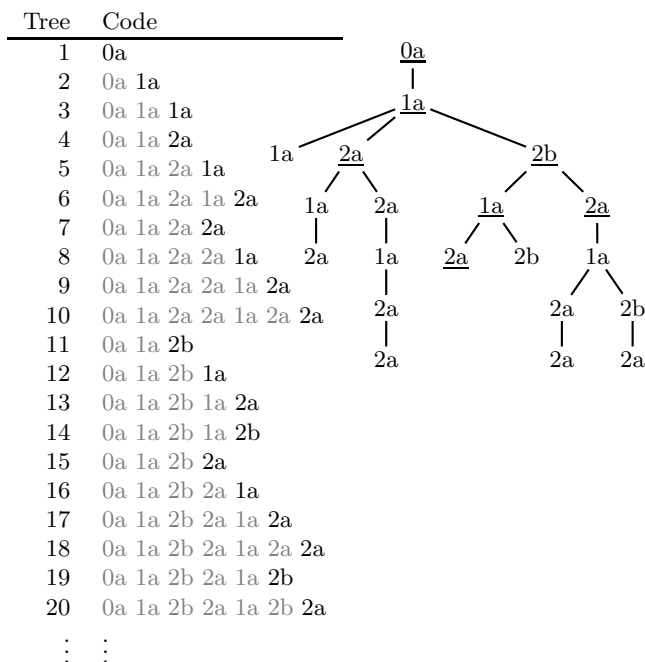 Tree Code
1 0a
2 0a 1a
3 0a 1a 1a
4 0a 1a 2a
5 0a 1a 2a 1a
6 0a 1a 2a 1a 2a
7 0a 1a 2a 2a
8 0a 1a 2a 2a 1a
9 0a 1a 2a 2a 1a 2a
10 0a 1a 2a 2a 1a 2a 2a
11 0a 1a 2b
12 0a 1a 2b 1a
13 0a 1a 2b 1a 2a
14 0a 1a 2b 1a 2b
15 0a 1a 2b 2a
16 0a 1a 2b 2a 1a
17 0a 1a 2b 2a 1a 2a
18 0a 1a 2b 2a 1a 2a 2a
19 0a 1a 2b 2a 1a 2b
20 0a 1a 2b 2a 1a 2b 2a
⋮ ⋮
0a
1a
1a 2a 2b
1a 2a 1a 2a
2a 1a 2a 2b 1a
2a 2a 2b
2a 2a 2a